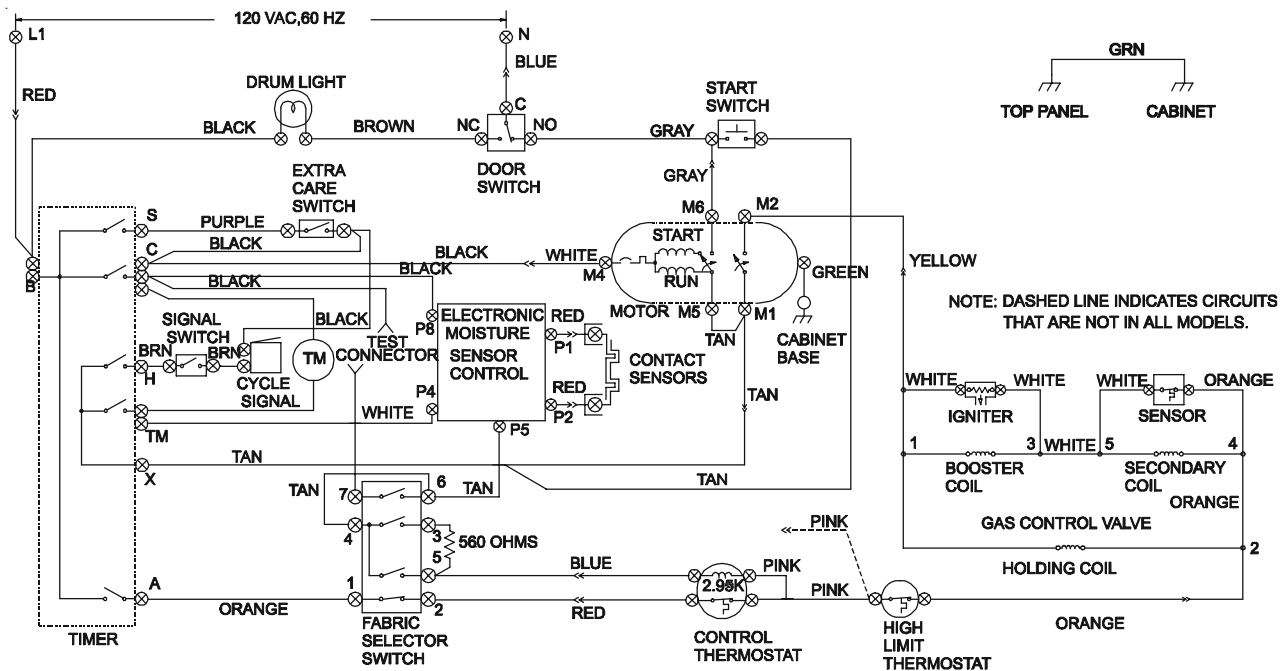 120 VAC,60 HZ
L1
N
GRN
RED
BLUE
DRUM LIGHT
START
SWITCH
TOP PANEL
CABINET
C
BLACK
BROWN
NC
NO
GRAY
DOOR
SWITCH
EXTRA
CARE
SWITCH
GRAY
S
PURPLE
M6
M2
C
BLACK
START
BLACK
WHITE
BLACK
M4
GREEN
YELLOW
B
BLACK
RUN
MOTOR
M5
M1
NOTE: DASHED LINE INDICATES CIRCUITS
THAT ARE NOT IN ALL MODELS.
SIGNAL
SWITCH
BLACK
P8
ELECTRONIC
MOISTURE
SENSOR
CONTROL
RED
P1
TAN
CABINET
BASE
TEST
CONNECTOR
BRN
BRN
TM
H
CYCLE
SIGNAL
CONTACT
SENSORS
P4
RED
P2
TAN
WHITE
WHITE
WHITE
ORANGE
IGNITER
SENSOR
WHITE
P5
TM
1
3
WHITE
5
4
TAN
X
BOOSTER
COIL
SECONDARY
COIL
TAN
7
6
TAN
TAN
ORANGE
4
3
560 OHMS
5
PINK
GAS CONTROL VALVE
2
HOLDING COIL
BLUE
PINK
A
1
2.95K
PINK
ORANGE
2
RED
ORANGE
TIMER
FABRIC
SELECTOR
SWITCH
CONTROL
THERMOSTAT
HIGH
LIMIT
THERMOSTAT